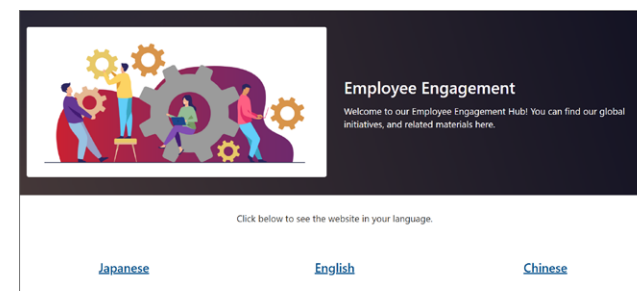 Employee Engagement
Welcome to our Employee Engagement Hub! You can find our global
initiatives, and related materials here.
Click below to see the website in your language.
Japanese
English
Chinese